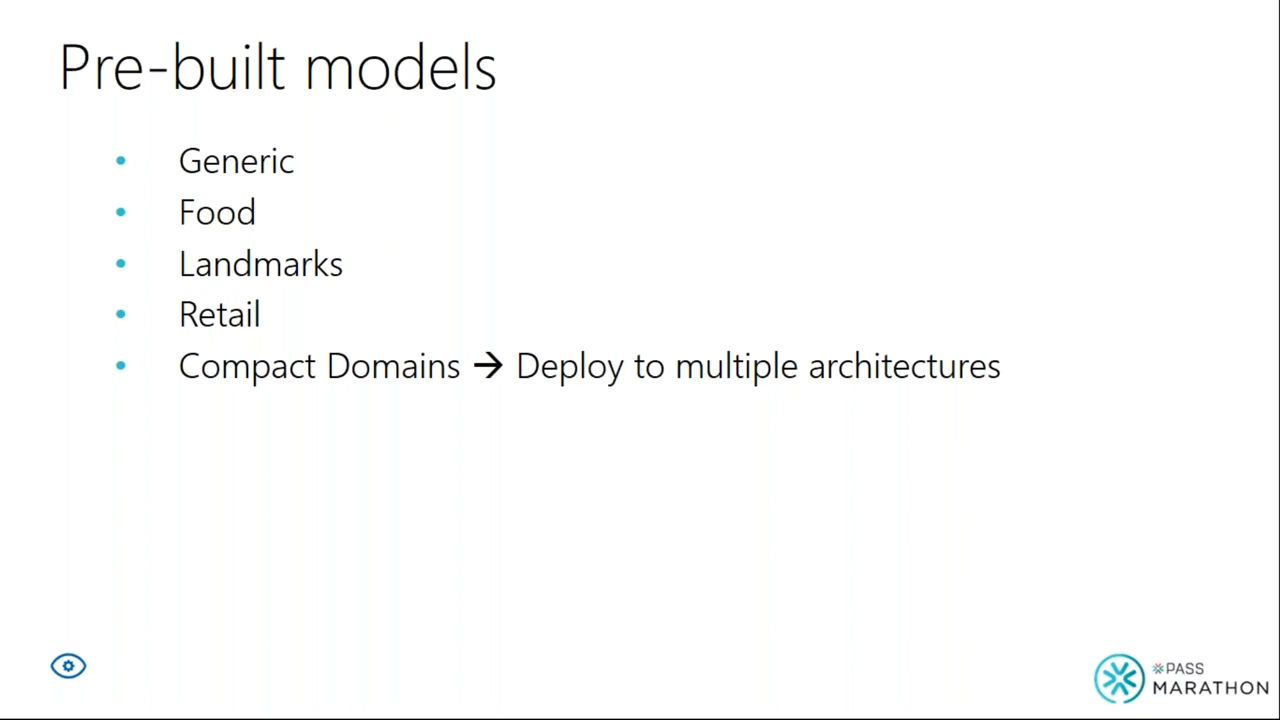 Pre-built models
• Generic
• Food
• Landmarks
• Retail
• Compact Domains → Deploy to multiple architectures
PASS
MARATHON